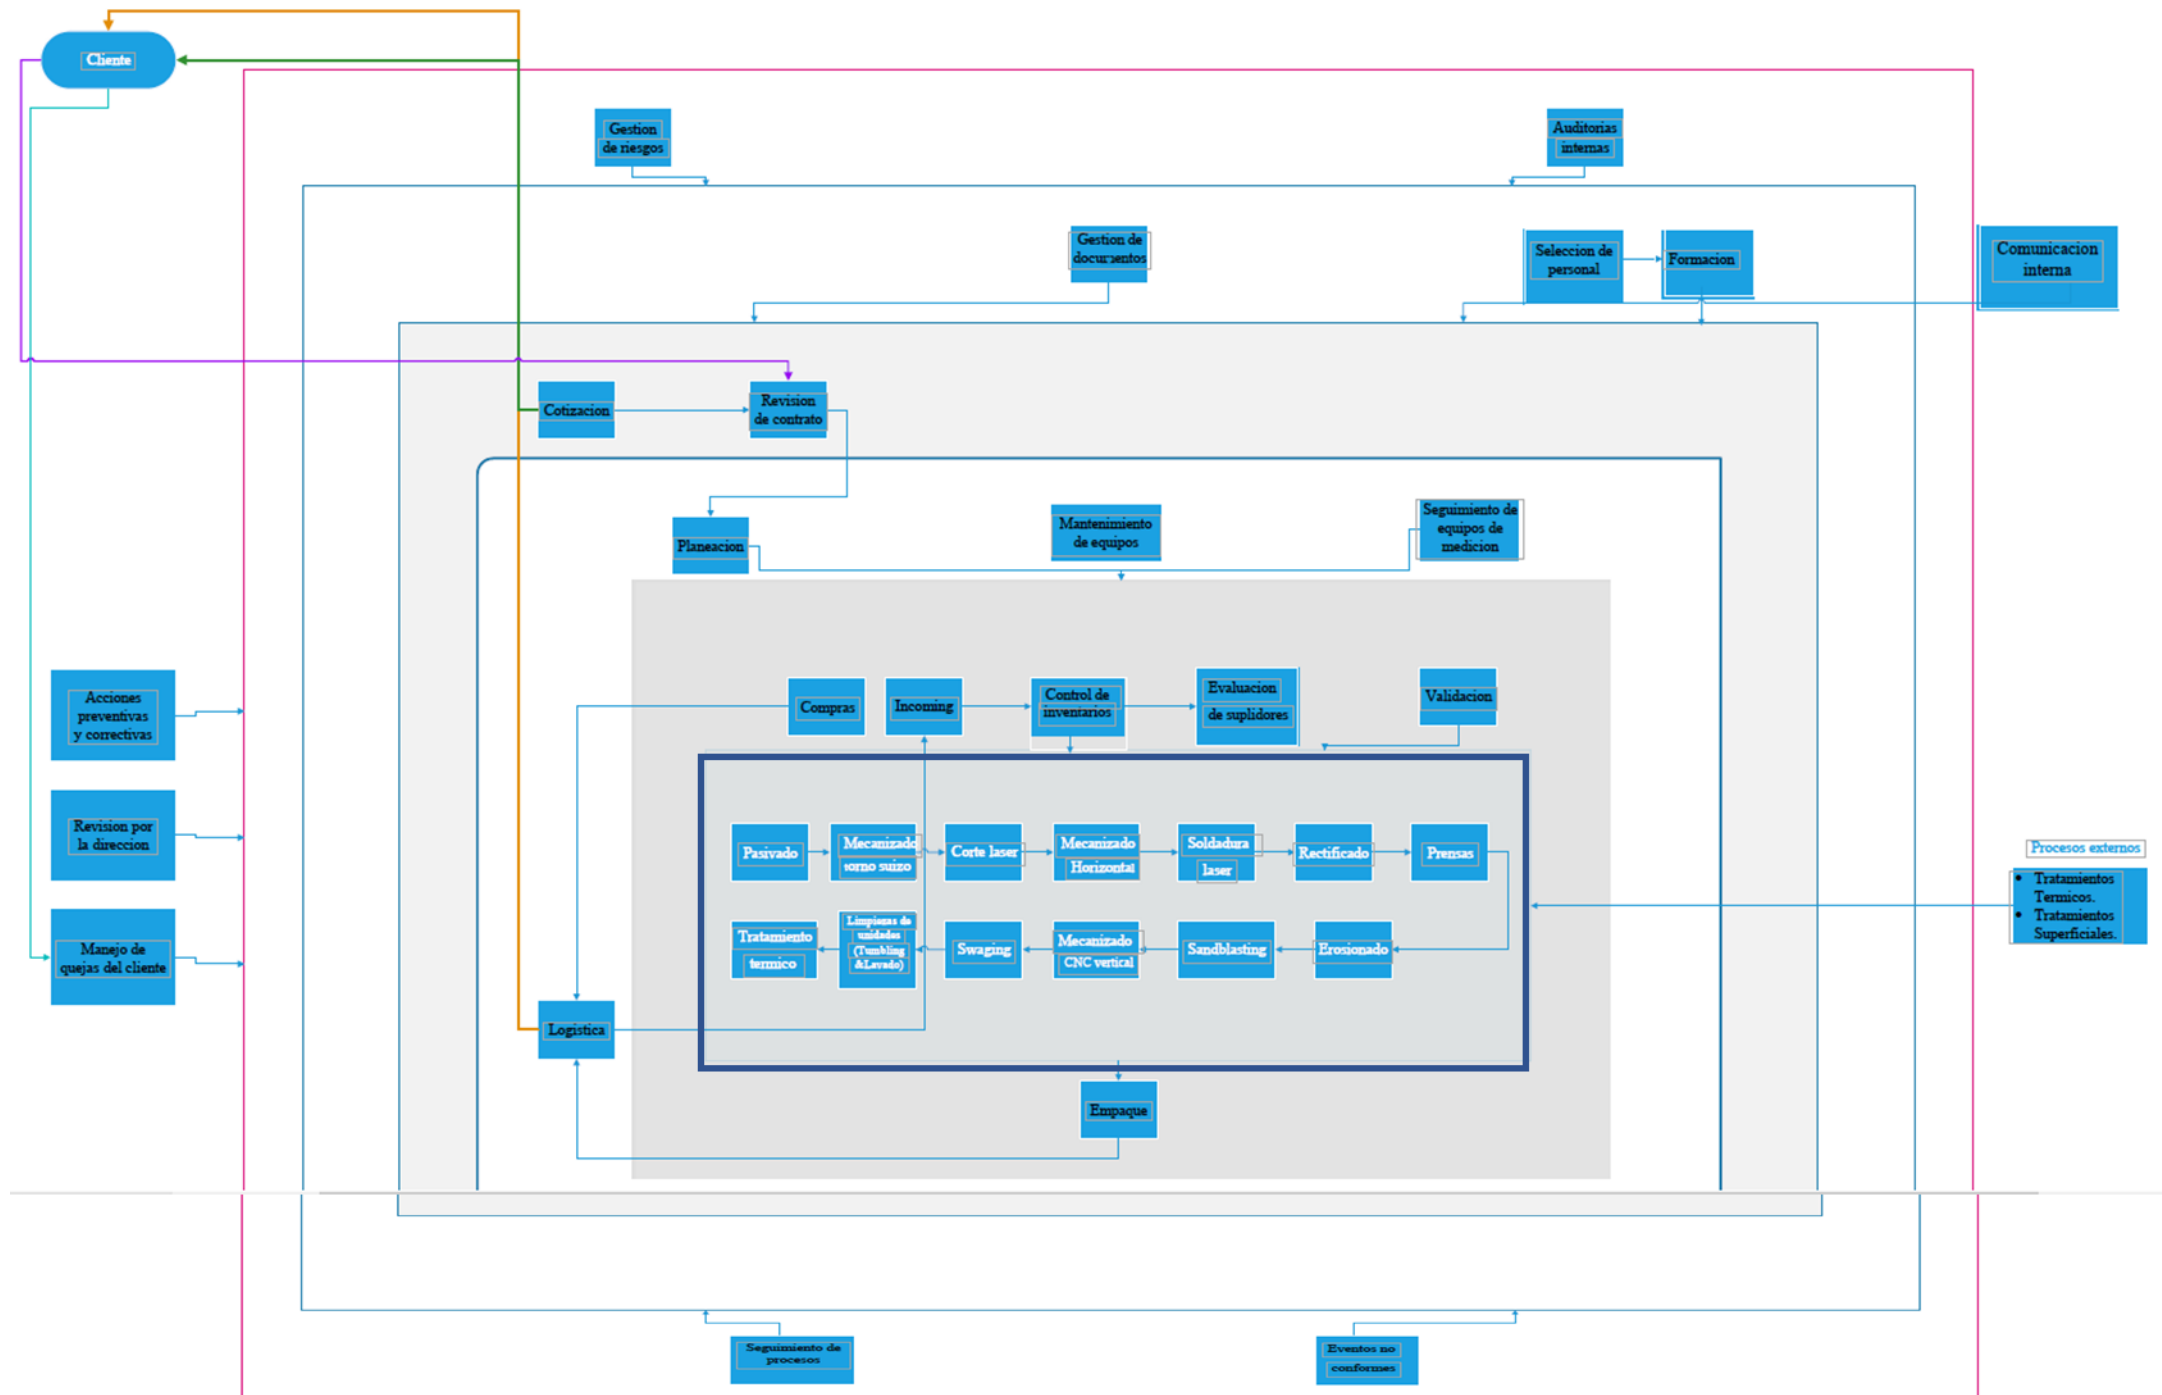 Cliente
Gestion
de riesgos
Auditorias
internas
Gestion de
documentos
Seleccion de
personal
Formacion
Comunicacion
interna
Cotizacion
Revision
de contrato
Planeacion
Mantenimiento
de equipos
Seguimiento de
equipos de
medicion
Acciones
preventivas
y correctivas
Compras
Incoming
Control de
inventarios
Evaluacion
de suplidores
Validacion
Revision por
la direccion
Pasivado
Mecanizado
torno suizo
Corte laser
Mecanizado
Horizontal
Soldadura
laser
Rectificado
Prensas
Procesos externos
• Tratamientos
Termicos.
• Tratamientos
Superficiales.
Manejo de
quejas del cliente
Tratamiento
termico
Limpiezas de
unidades
(Tumbling
&Lavado)
Swaging
Mecanizado
CNC vertical
Sandblasting
Erosionado
Logistica
Empaque
Seguimiento de
procesos
Eventos no
conformes